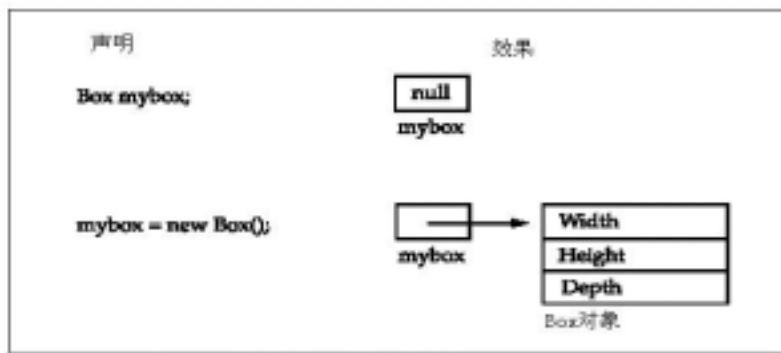 声明 效果
Box mybox; null
mybox
mybox = new Box(); Width
mybox Height
Depth
Box对象